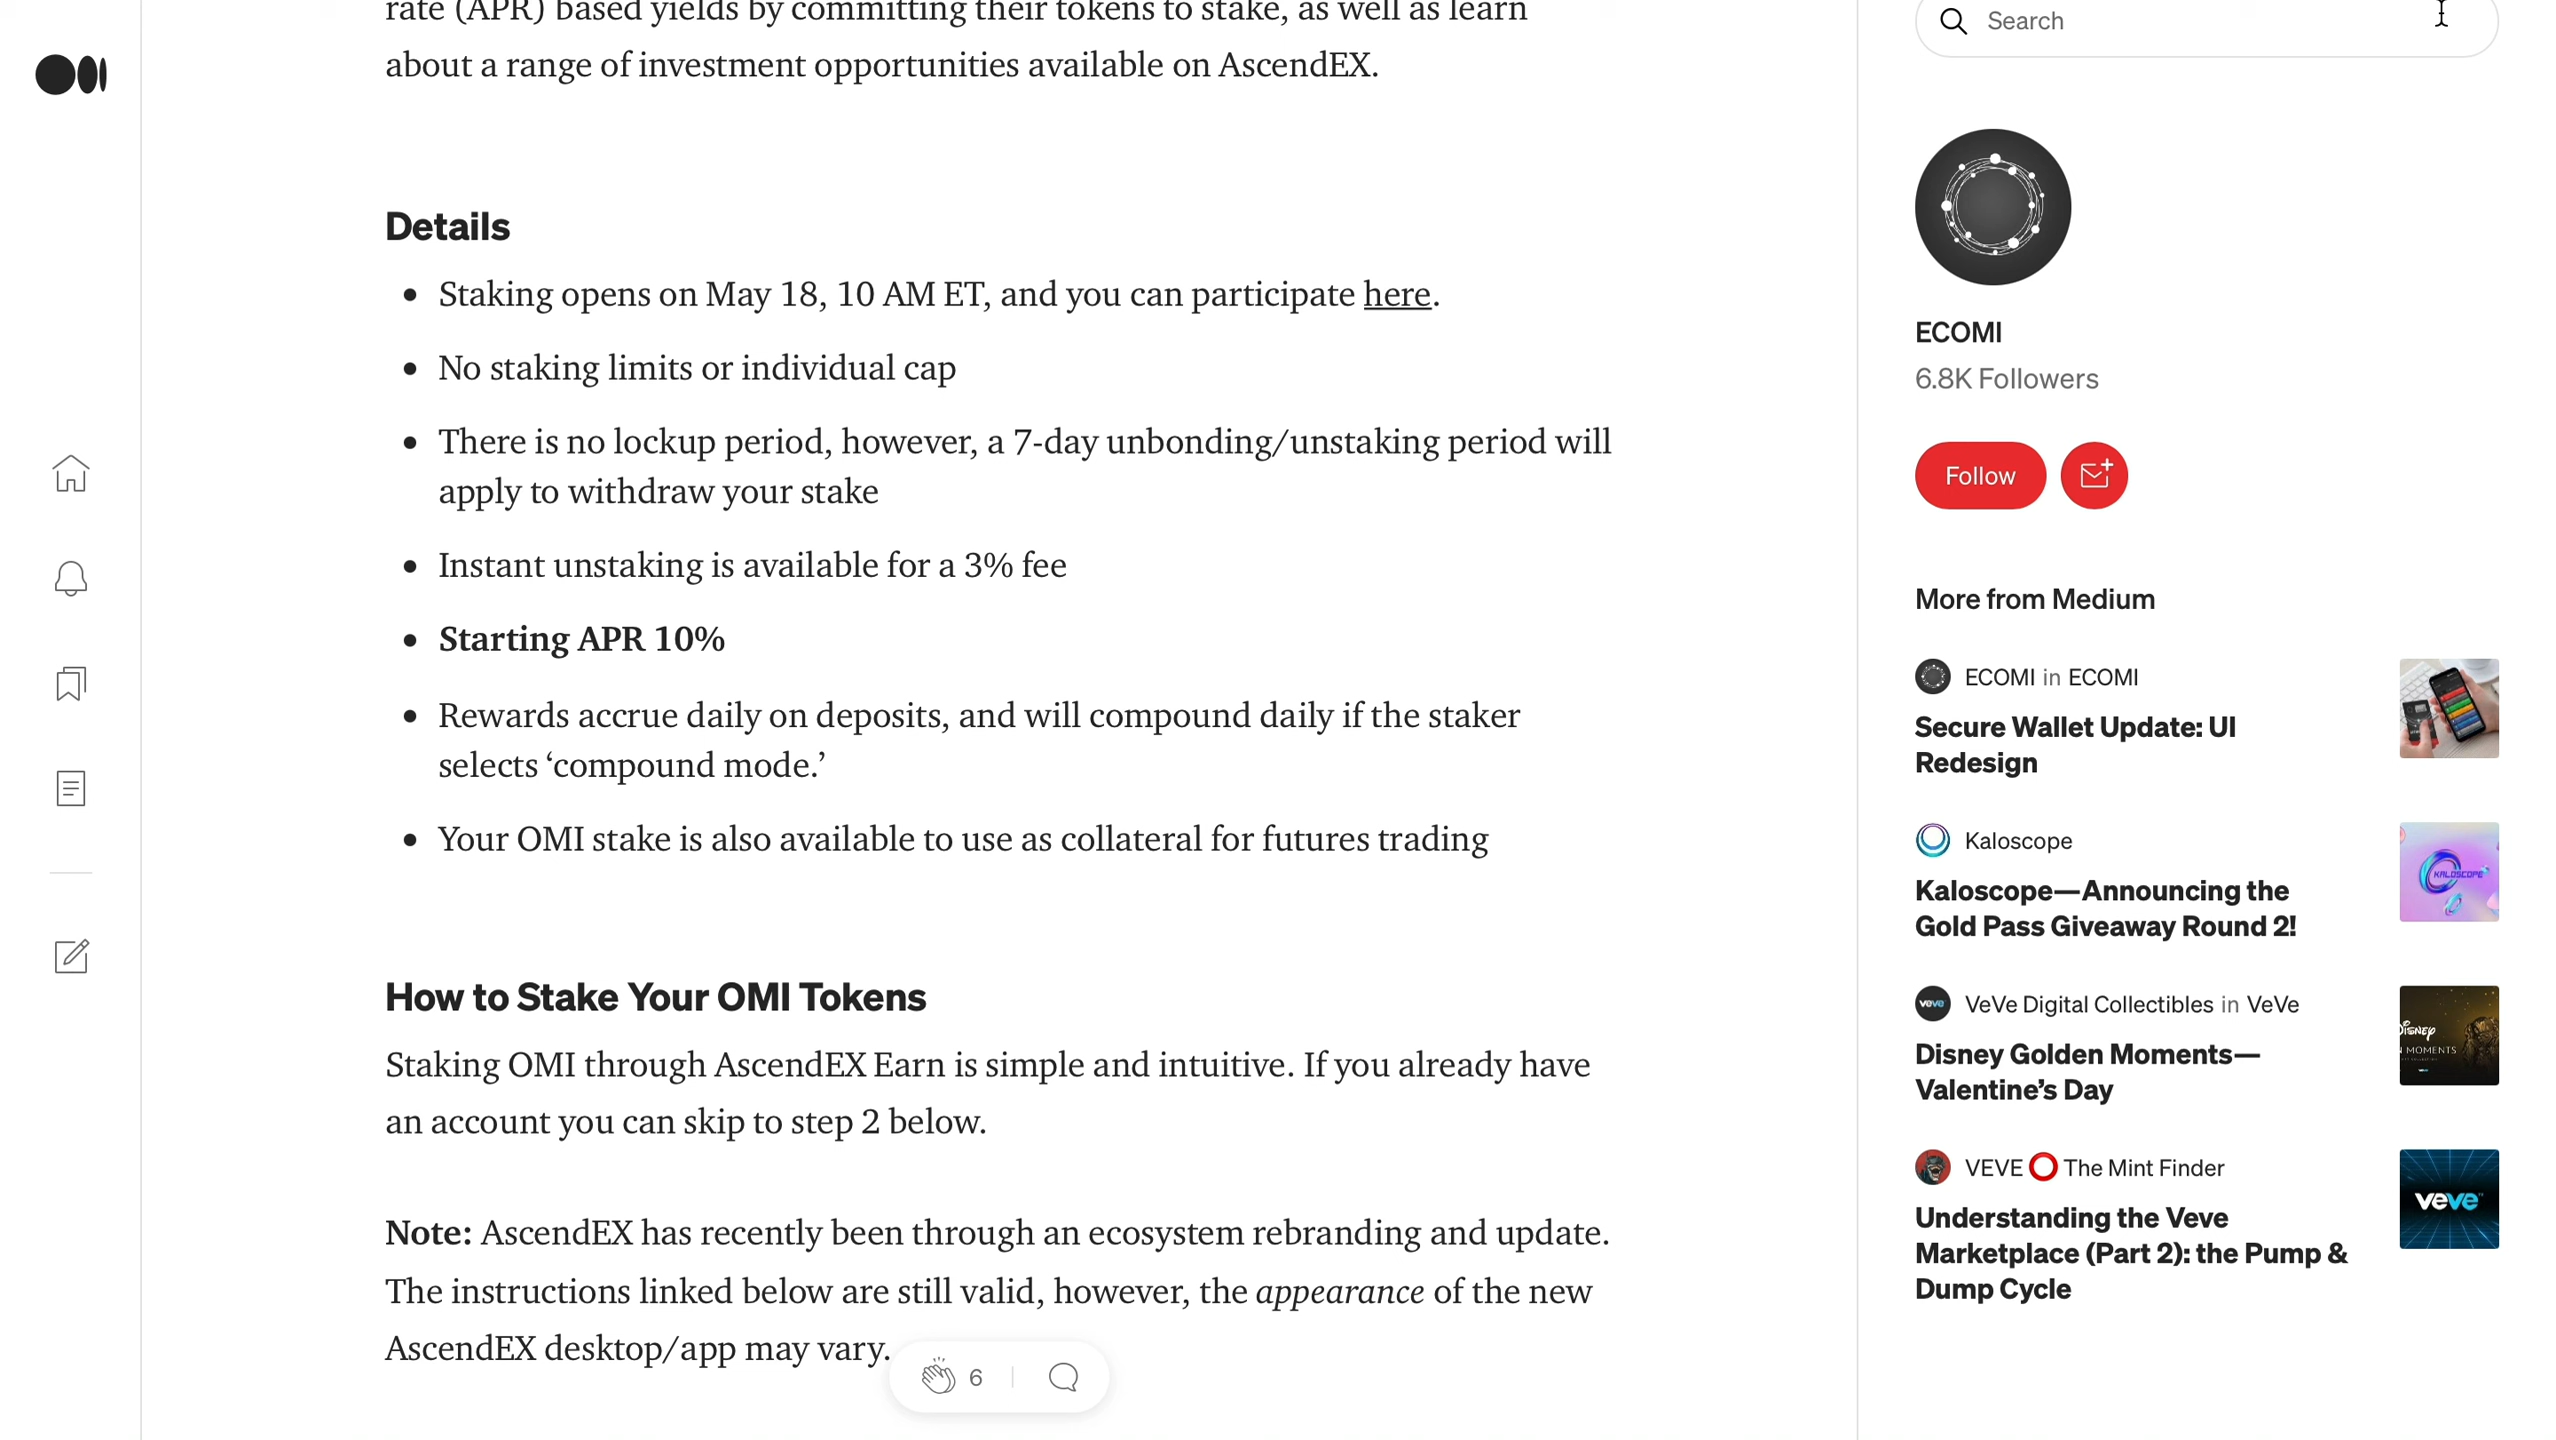 rate (APR) based yields by committing their tokens to stake, as well as learn
about a range of investment opportunities available on AscendEX.
Details
• Staking opens on May 18, 10 AM ET, and you can participate here.
• No staking limits or individual cap
• There is no lockup period, however, a 7-day unbonding/unstaking period will
apply to withdraw your stake
• Instant unstaking is available for a 3% fee
• Starting APR 10%
• Rewards accrue daily on deposits, and will compound daily if the staker
selects ‘compound mode.’
• Your OMI stake is also available to use as collateral for futures trading
How to Stake Your OMI Tokens
Staking OMI through AscendEX Earn is simple and intuitive. If you already have
an account you can skip to step 2 below.
Note: AscendEX has recently been through an ecosystem rebranding and update.
The instructions linked below are still valid, however, the appearance of the new
AscendEX desktop/app may vary.
6
Search
ECOMI
6.8K Followers
Follow
More from Medium
ECOMI in ECOMI
Secure Wallet Update: UI
Redesign
Kaloscope
Kaloscope—Announcing the
Gold Pass Giveaway Round 2!
KALOSCOPE
veve VeVe Digital Collectibles in VeVe
Disney Golden Moments—
Valentine’s Day
Disney
MOMENTS
VEVE ⭕ The Mint Finder
Understanding the Veve
Marketplace (Part 2): the Pump &
Dump Cycle
veve